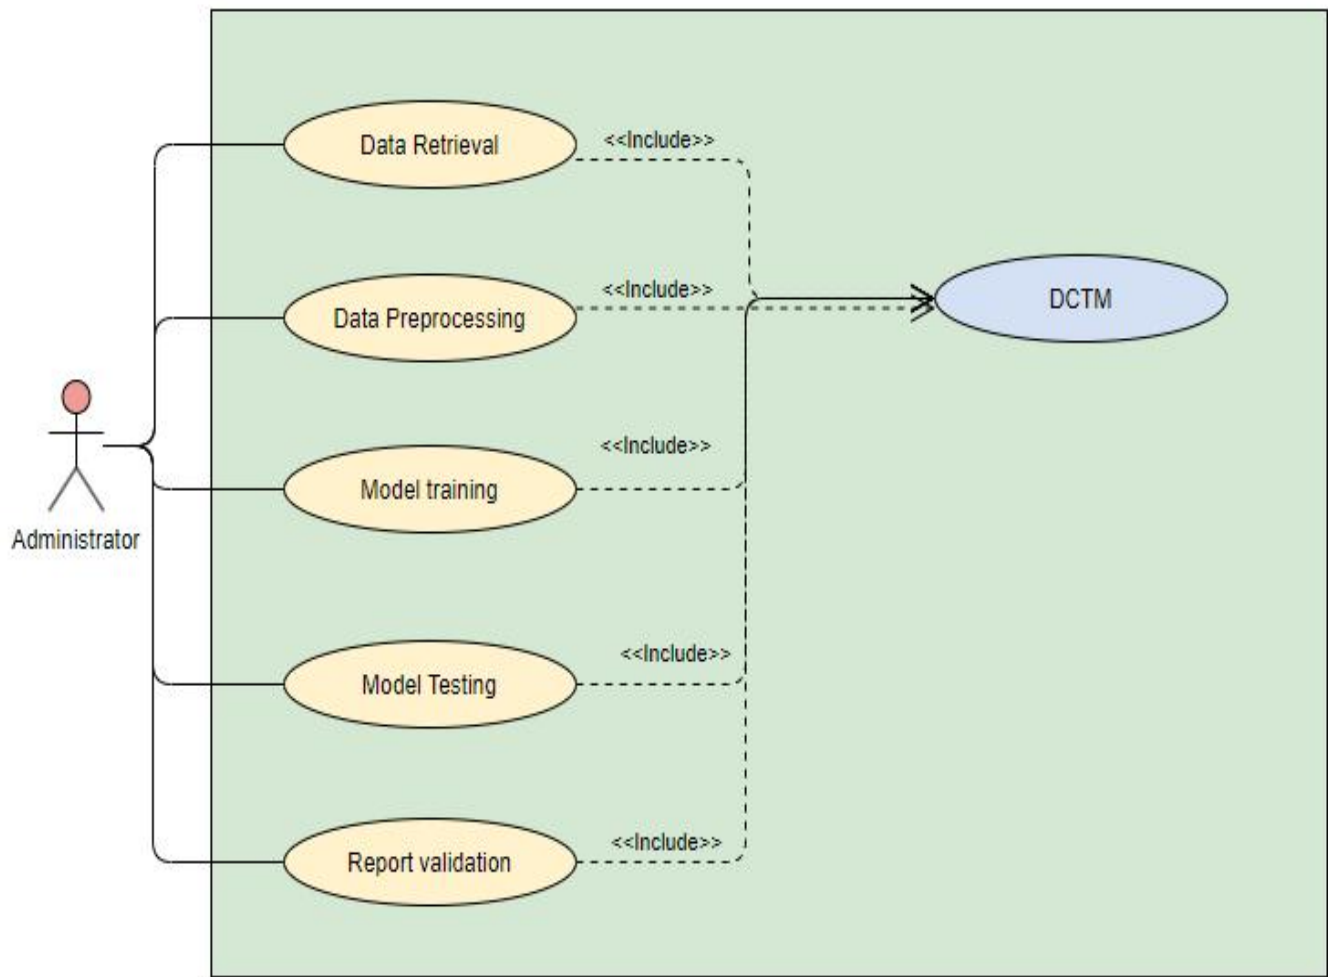 Data Retrieval
<<Include>>
Data Preprocessing
<<Include>>
DCTM
Model training
<<Include>>
Administrator
Model Testing
<<Include>>
Report validation
<<Include>>